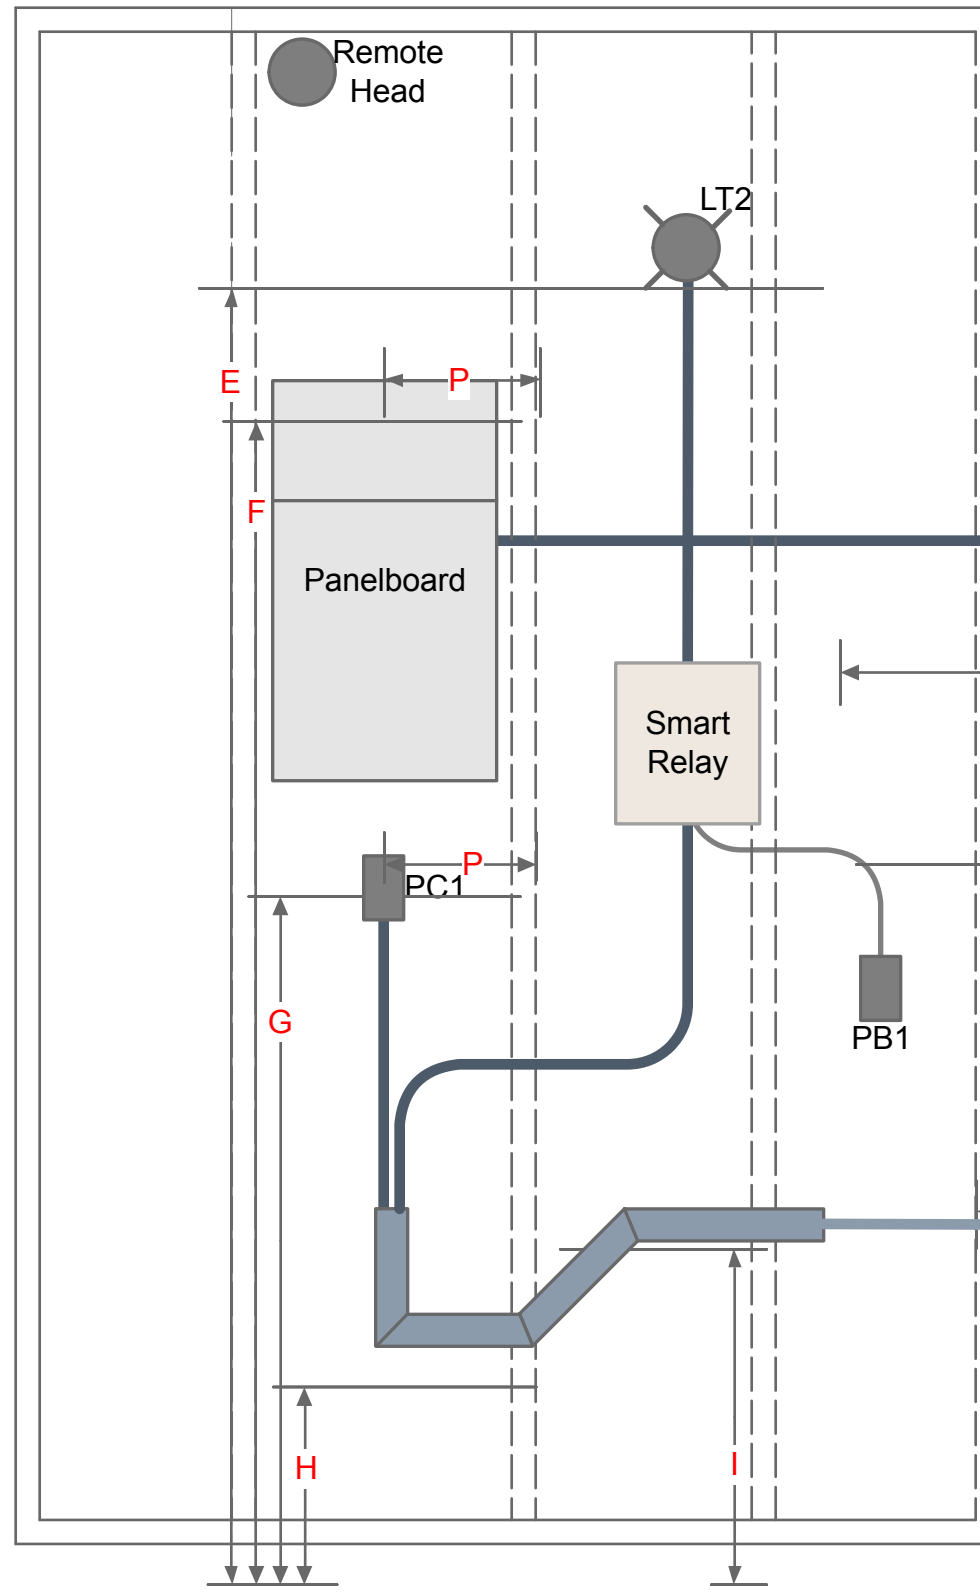 Remote
Head
LT2
E
P
F
Panelboard
Smart
Relay
P
PC1
G
PB1
H
I